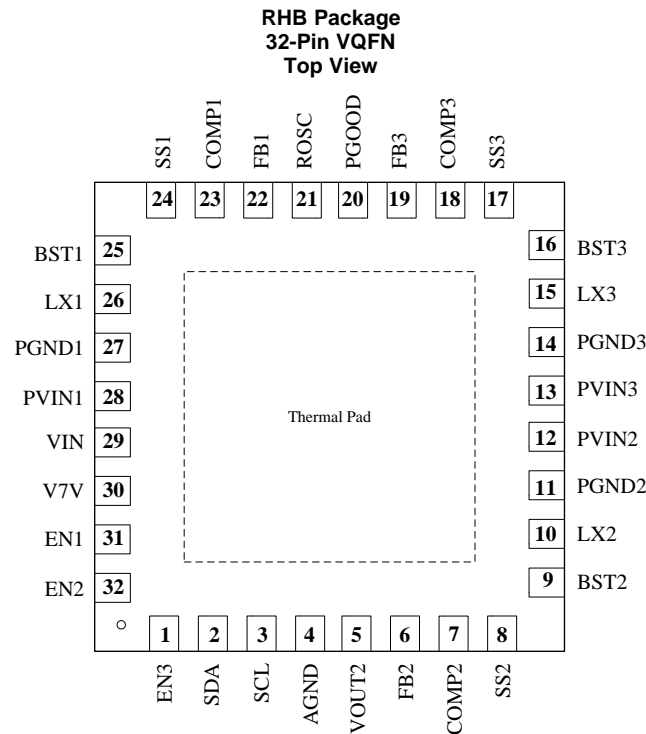 RHB Package
32-Pin VQFN
Top View
SS1
COMP1
FB1
ROSC
PGOOD
FB3
COMP3
SS3
24
23
22
21
20
19
18
17
BST1
25
LX1
26
PGND1
27
PVIN1
28
VIN
29
V7V
30
EN1
31
EN2
32
Thermal Pad
16
BST3
15
LX3
14
PGND3
13
PVIN3
12
PVIN2
11
PGND2
10
LX2
9
BST2
1
2
3
4
5
6
7
8
EN3
SDA
SCL
AGND
VOUT2
FB2
COMP2
SS2